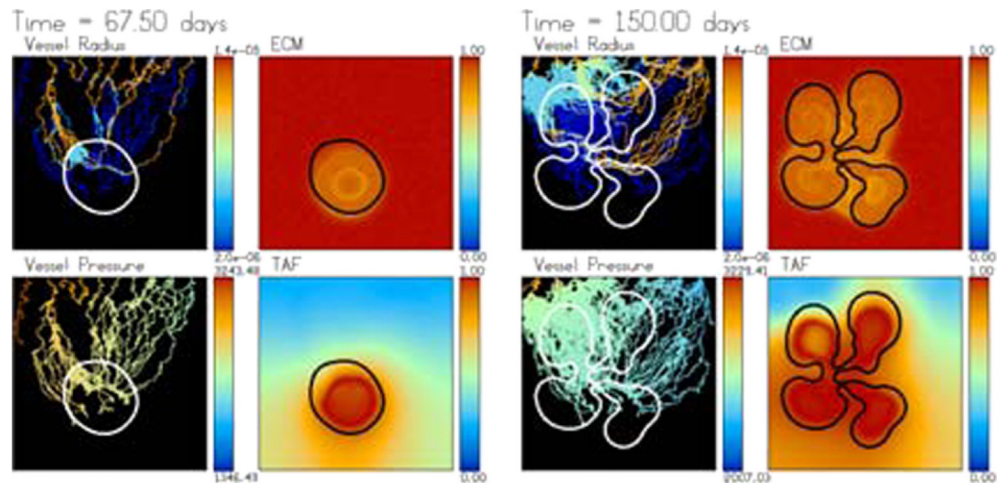 Time = 67.50 days
Vessel Radius
1.4e-05
ECM
1.00
2.0e-06
0.00
Vessel Pressure
3243.48
TAF
1.00
1346.43
0.00
Time = 150.00 days
Vessel Radius
1.4e-05
ECM
1.00
2.0e-06
0.00
Vessel Pressure
3229.41
TAF
1.00
2007.03
0.00